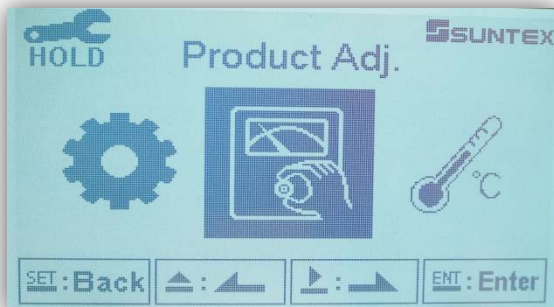 SUNTEX
HOLD
Product Adj.
°C
SET : Back
:
:
ENT : Enter